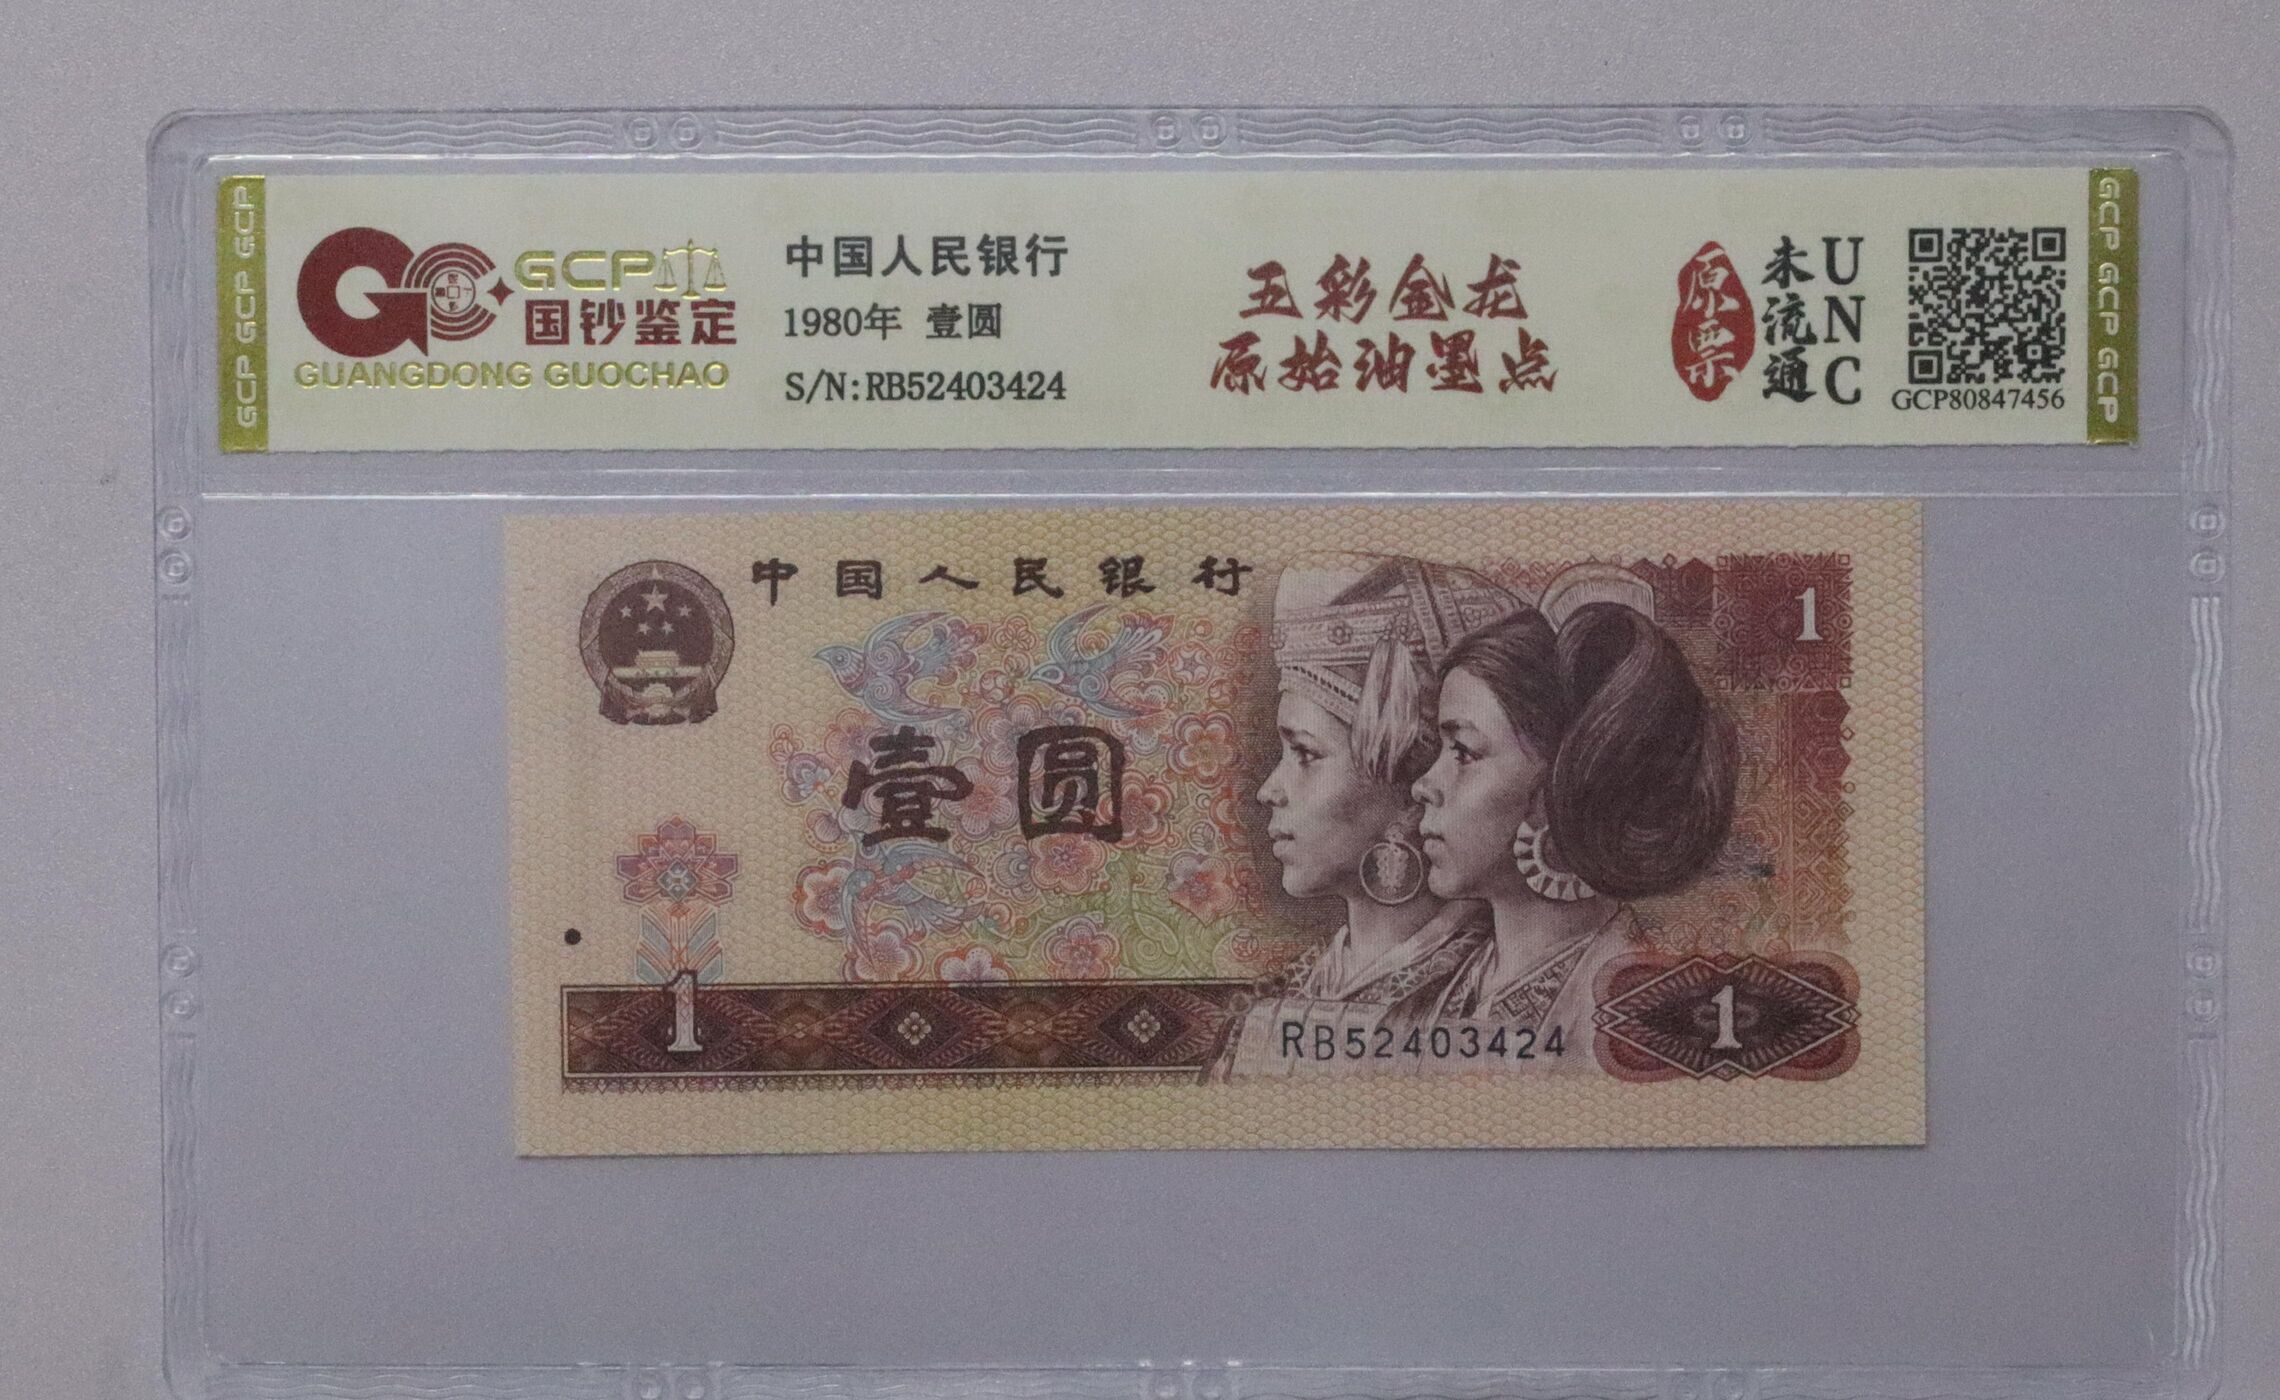 GCP GCP GCP
GCP
国钞鉴定
GUANGDONG GUOCHAO
中国人民银行
1980年 壹圆
S/N:RB52403424
五彩金龙
原始油墨点
原票
未流通
UNC
GCP80847456
GCP GCP GCP
中国人民银行
1
壹圆
1
RB52403424
1